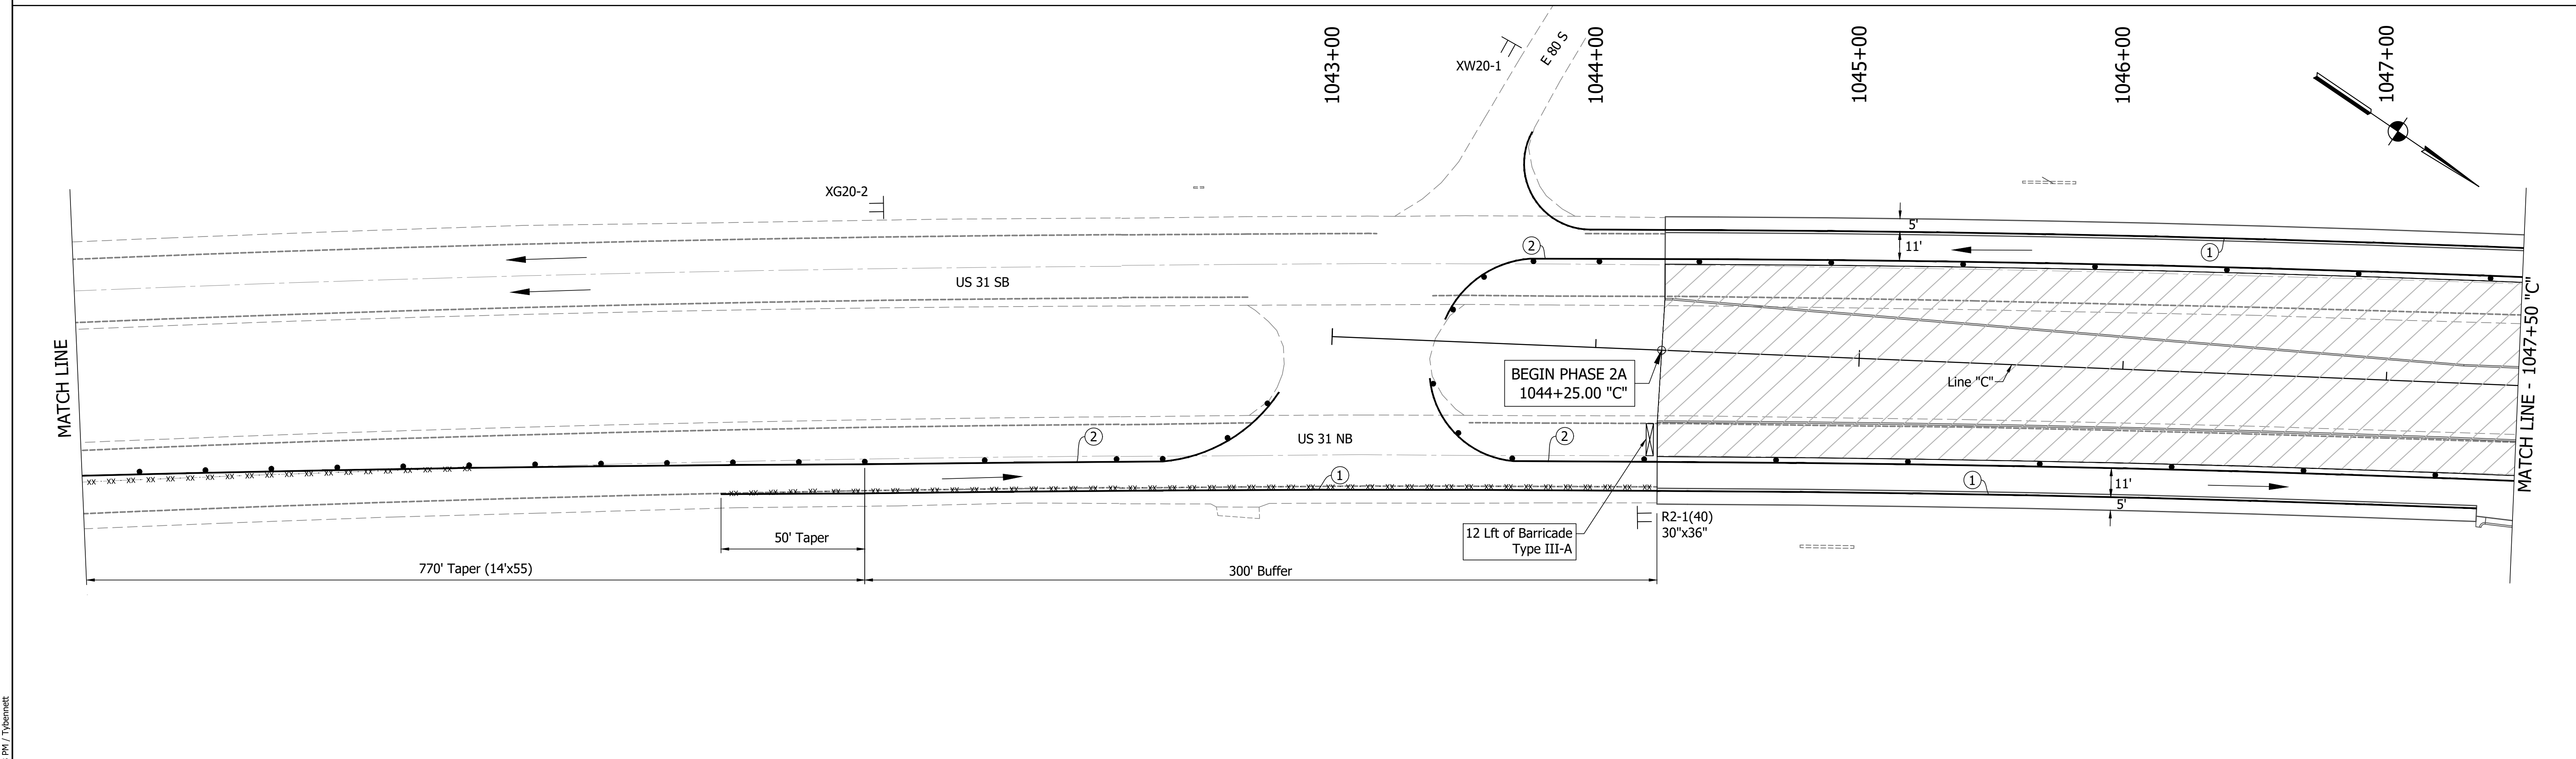 1043+00
1044+00
1045+00
1046+00
1047+00
E 80 S
XW20-1
XG20-2
5'
11'
1
2
US 31 SB
MATCH LINE
BEGIN PHASE 2A
1044+25.00 "C"
Line "C"
MATCH LINE - 1047+50 "C"
2
US 31 NB
2
1
1
11'
5'
R2-1(40)
30"x36"
12 Lft of Barricade
Type III-A
50' Taper
770' Taper (14'x55)
300' Buffer
PM / Tybennett